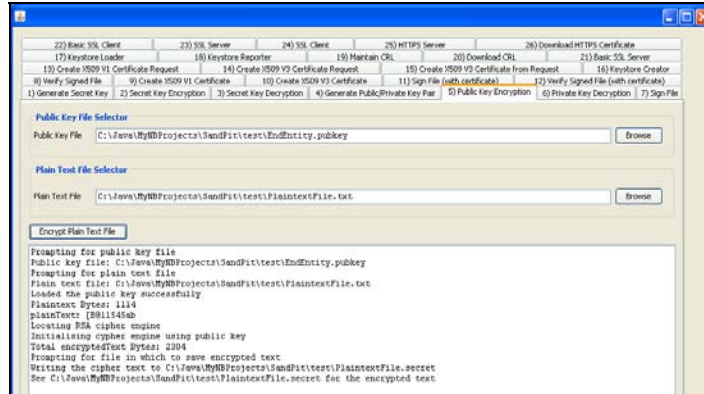 22) Basic SSL Client 23) SSL Server 24) SSL Client 25) HTTPS Server 26) Download HTTPS Certificate
17) Keystore Loader 18) Keystore Reporter 19) Maintain CRL 20) Download CRL 21) Basic SSL Server
13) Create X509 V1 Certificate Request 14) Create X509 V3 Certificate Request 15) Create X509 V3 Certificate from Request 16) Keystore Creator
8) Verify Signed File 9) Create X509 V1 Certificate 10) Create X509 V3 Certificate 11) Sign File (with certificate) 12) Verify Signed File (with certificate)
1) Generate Secret Key 2) Secret Key Encryption 3) Secret Key Decryption 4) Generate Public/Private Key Pair 5) Public Key Encryption 6) Private Key Decryption 7) Sign File
Public Key File Selector
Public Key File C:\Java\MyNBProjects\SandPit\test\EndEntity.pubkey Browse
Plain Text File Selector
Plain Text File C:\Java\MyNBProjects\SandPit\test\PlaintextFile.txt Browse
Encrypt Plain Text File
Prompting for public key file
Public key file: C:\Java\MyNBProjects\SandPit\test\EndEntity.pubkey
Prompting for plain text file
Plain text file: C:\Java\MyNBProjects\SandPit\test\PlaintextFile.txt
Loaded the public key successfully
Plaintext Bytes: 1114
plainText: [B@11545ab
Locating RSA cipher engine
Initialising cypher engine using public key
Total encryptedText Bytes: 2304
Prompting for file in which to save encrypted text
Writing the cipher text to C:\Java\MyNBProjects\SandPit\test\PlaintextFile.secret
See C:\Java\MyNBProjects\SandPit\test\PlaintextFile.secret for the encrypted text